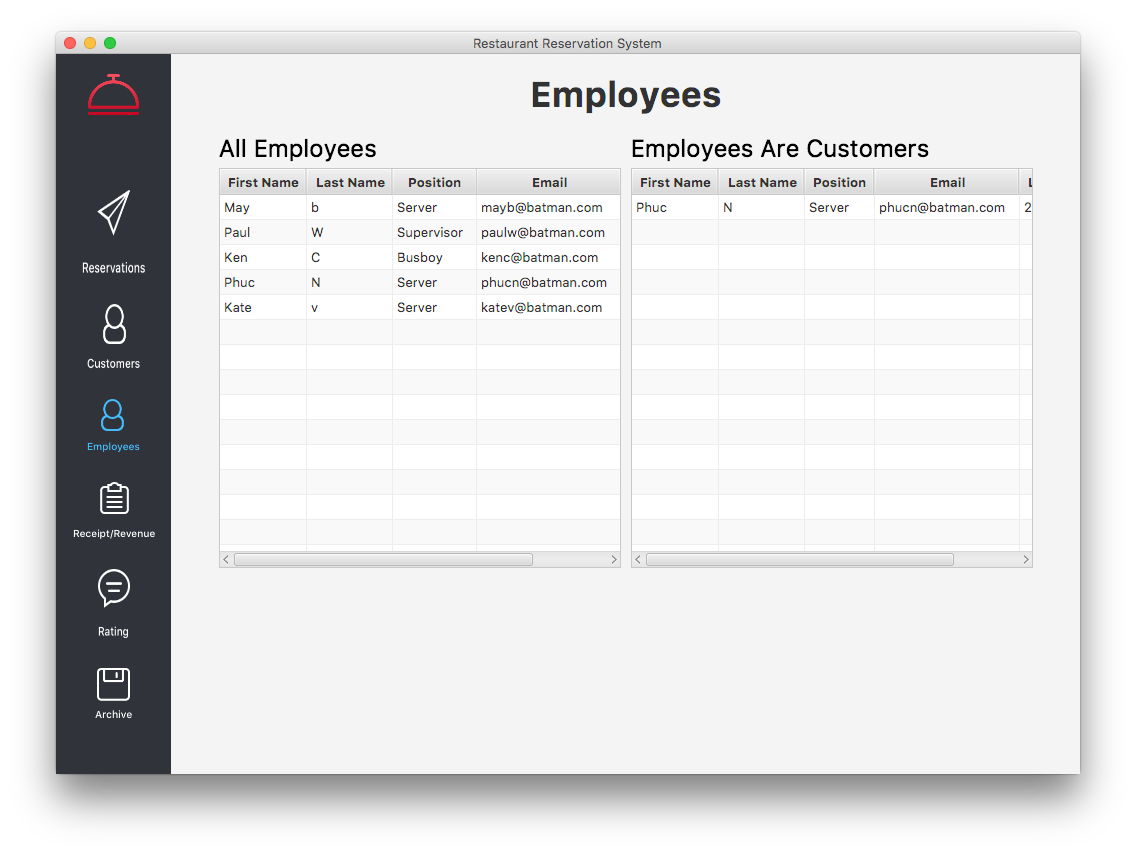 Restaurant Reservation System
Reservations
Customers
Employees
Receipt/Revenue
Rating
Archive
Employees
All Employees
First Name Last Name Position Email
May b Server mayb@batman.com
Paul W Supervisor paulw@batman.com
Ken C Busboy kenc@batman.com
Phuc N Server phucn@batman.com
Kate v Server katev@batman.com
Employees Are Customers
First Name Last Name Position Email
Phuc N Server phucn@batman.com 2